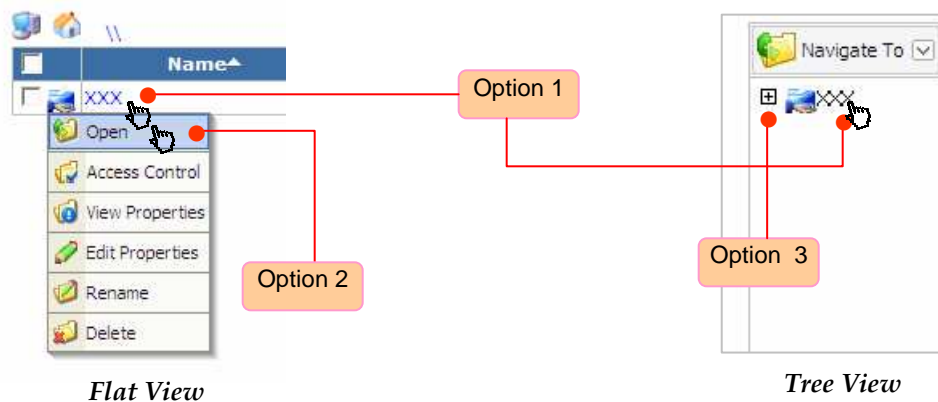 \\
Name
XXX
Open
Access Control
View Properties
Edit Properties
Rename
Delete
Flat View
Option 1
Option 2
Navigate To
XXX
Option 3
Tree View